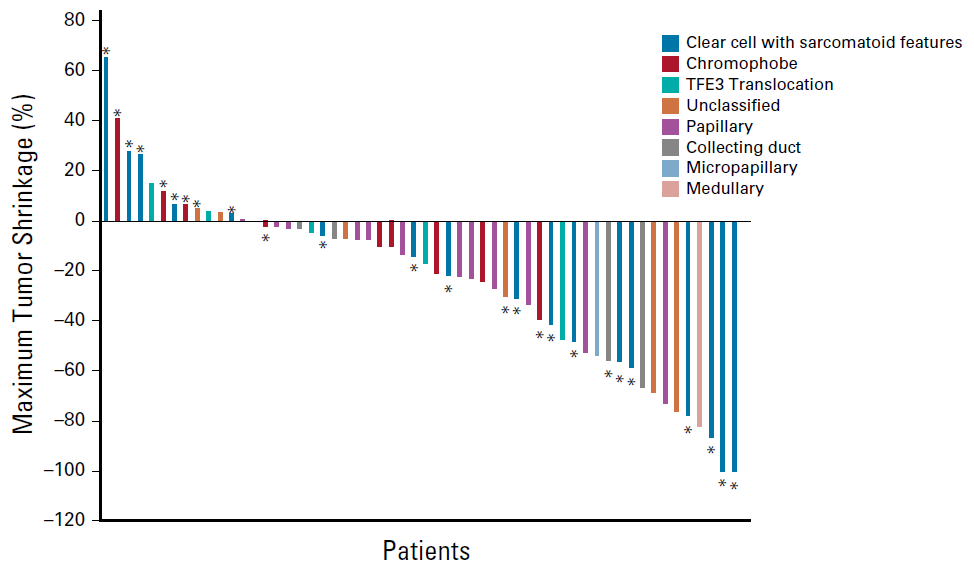 80
60
40
20
0
−20
−40
−60
−80
−100
−120
Maximum Tumor Shrinkage (%)
Patients
Clear cell with sarcomatoid features
Chromophobe
TFE3 Translocation
Unclassified
Papillary
Collecting duct
Micropapillary
Medullary
* * * * * * * * * * * * * * * * * * * * * * * * * *